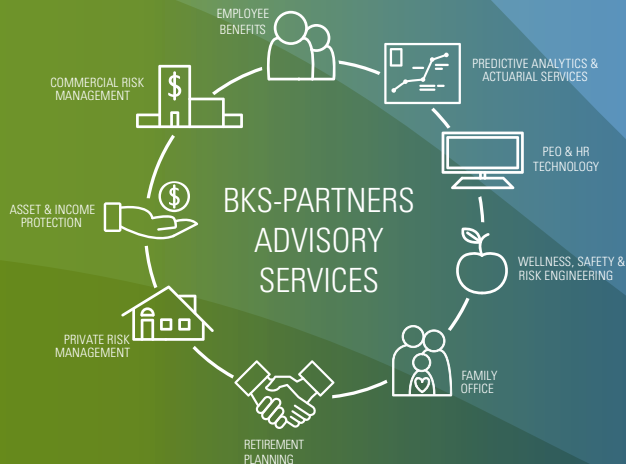 EMPLOYEE
BENEFITS
PREDICTIVE ANALYTICS &
ACTUARIAL SERVICES
PEO & HR
TECHNOLOGY
WELLNESS, SAFETY &
RISK ENGINEERING
FAMILY
OFFICE
RETIREMENT
PLANNING
PRIVATE RISK
MANAGEMENT
ASSET & INCOME
PROTECTION
COMMERCIAL RISK
MANAGEMENT
$
$
BKS-PARTNERS
ADVISORY
SERVICES